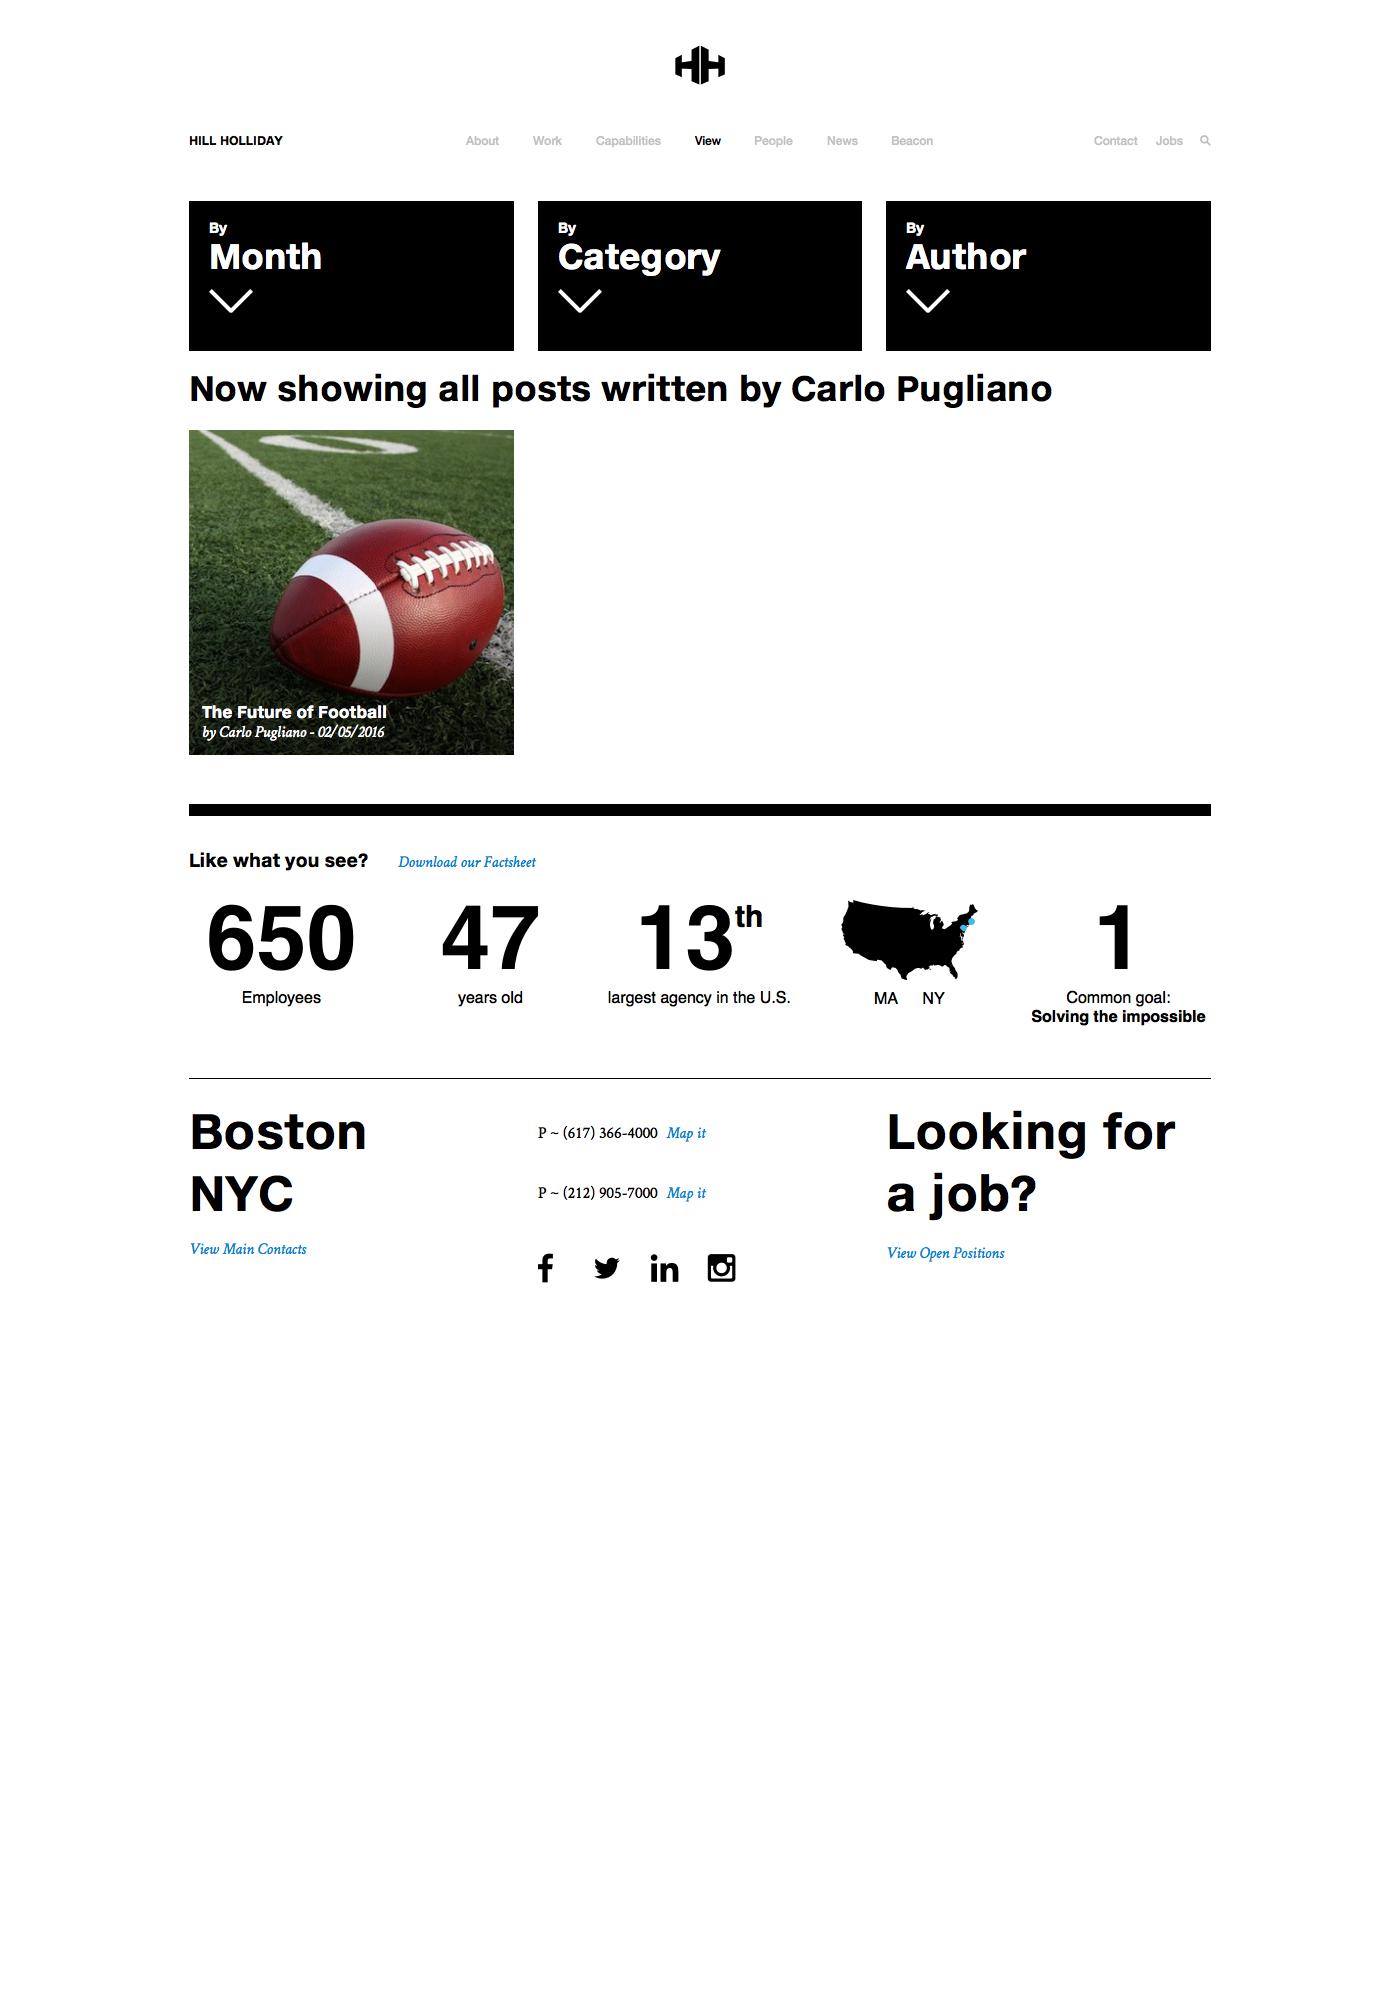 HILL HOLLIDAY
About Work Capabilities View People News Beacon
Contact Jobs
By
Month
By
Category
By
Author
Now showing all posts written by Carlo Pugliano
The Future of Football
by Carlo Pugliano - 02/05/2016
Like what you see? Download our Factsheet
650
Employees
47
years old
13th
largest agency in the U.S.
MA NY
1
Common goal:
Solving the impossible
Boston
NYC
View Main Contacts
P ~ (617) 366-4000 Map it
P ~ (212) 905-7000 Map it
Looking for
a job?
View Open Positions